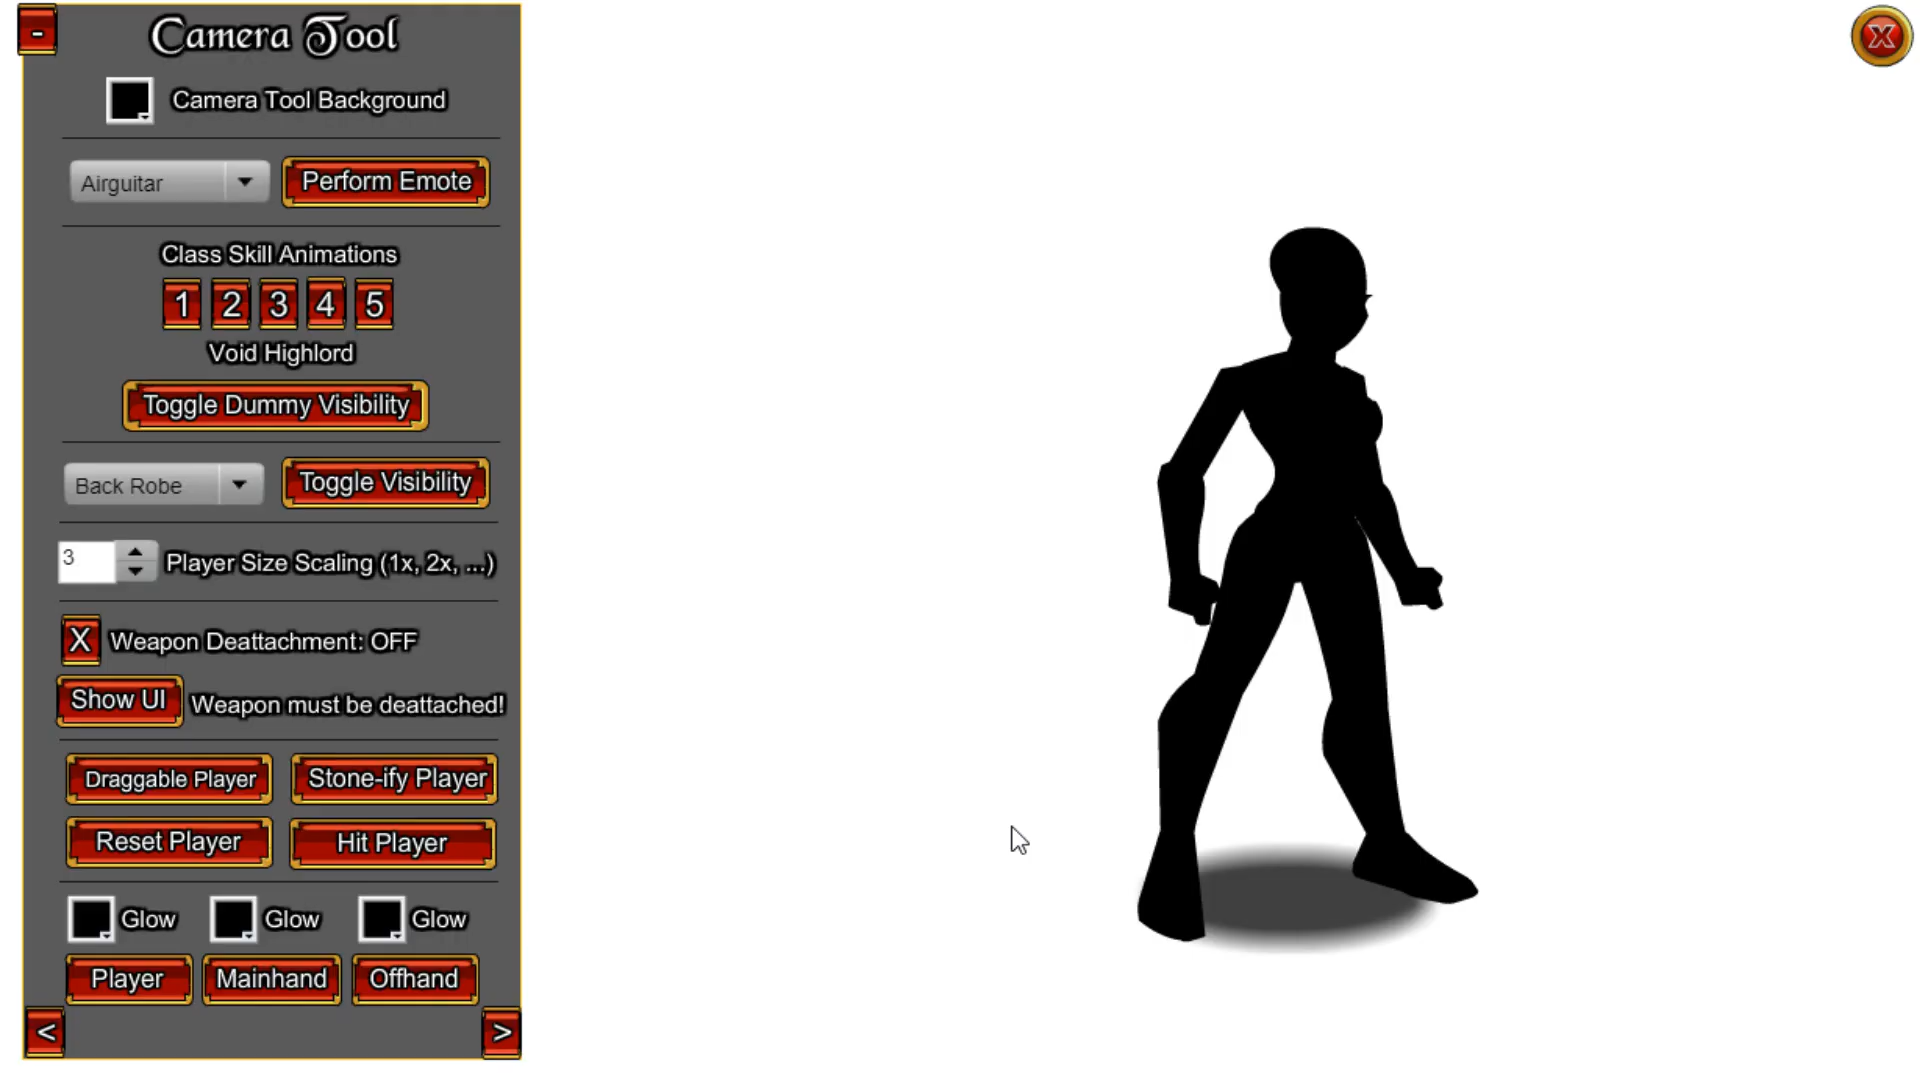 -
Camera Tool
X
Camera Tool Background
Airguitar
Perform Emote
Class Skill Animations
1 2 3 4 5
Void Highlord
Toggle Dummy Visibility
Back Robe
Toggle Visibility
3
Player Size Scaling (1x, 2x, ...)
X
Weapon Deattachment: OFF
Show UI
Weapon must be deattached!
Draggable Player
Stone-ify Player
Reset Player
Hit Player
Glow
Glow
Glow
Player
Mainhand
Offhand
<
>